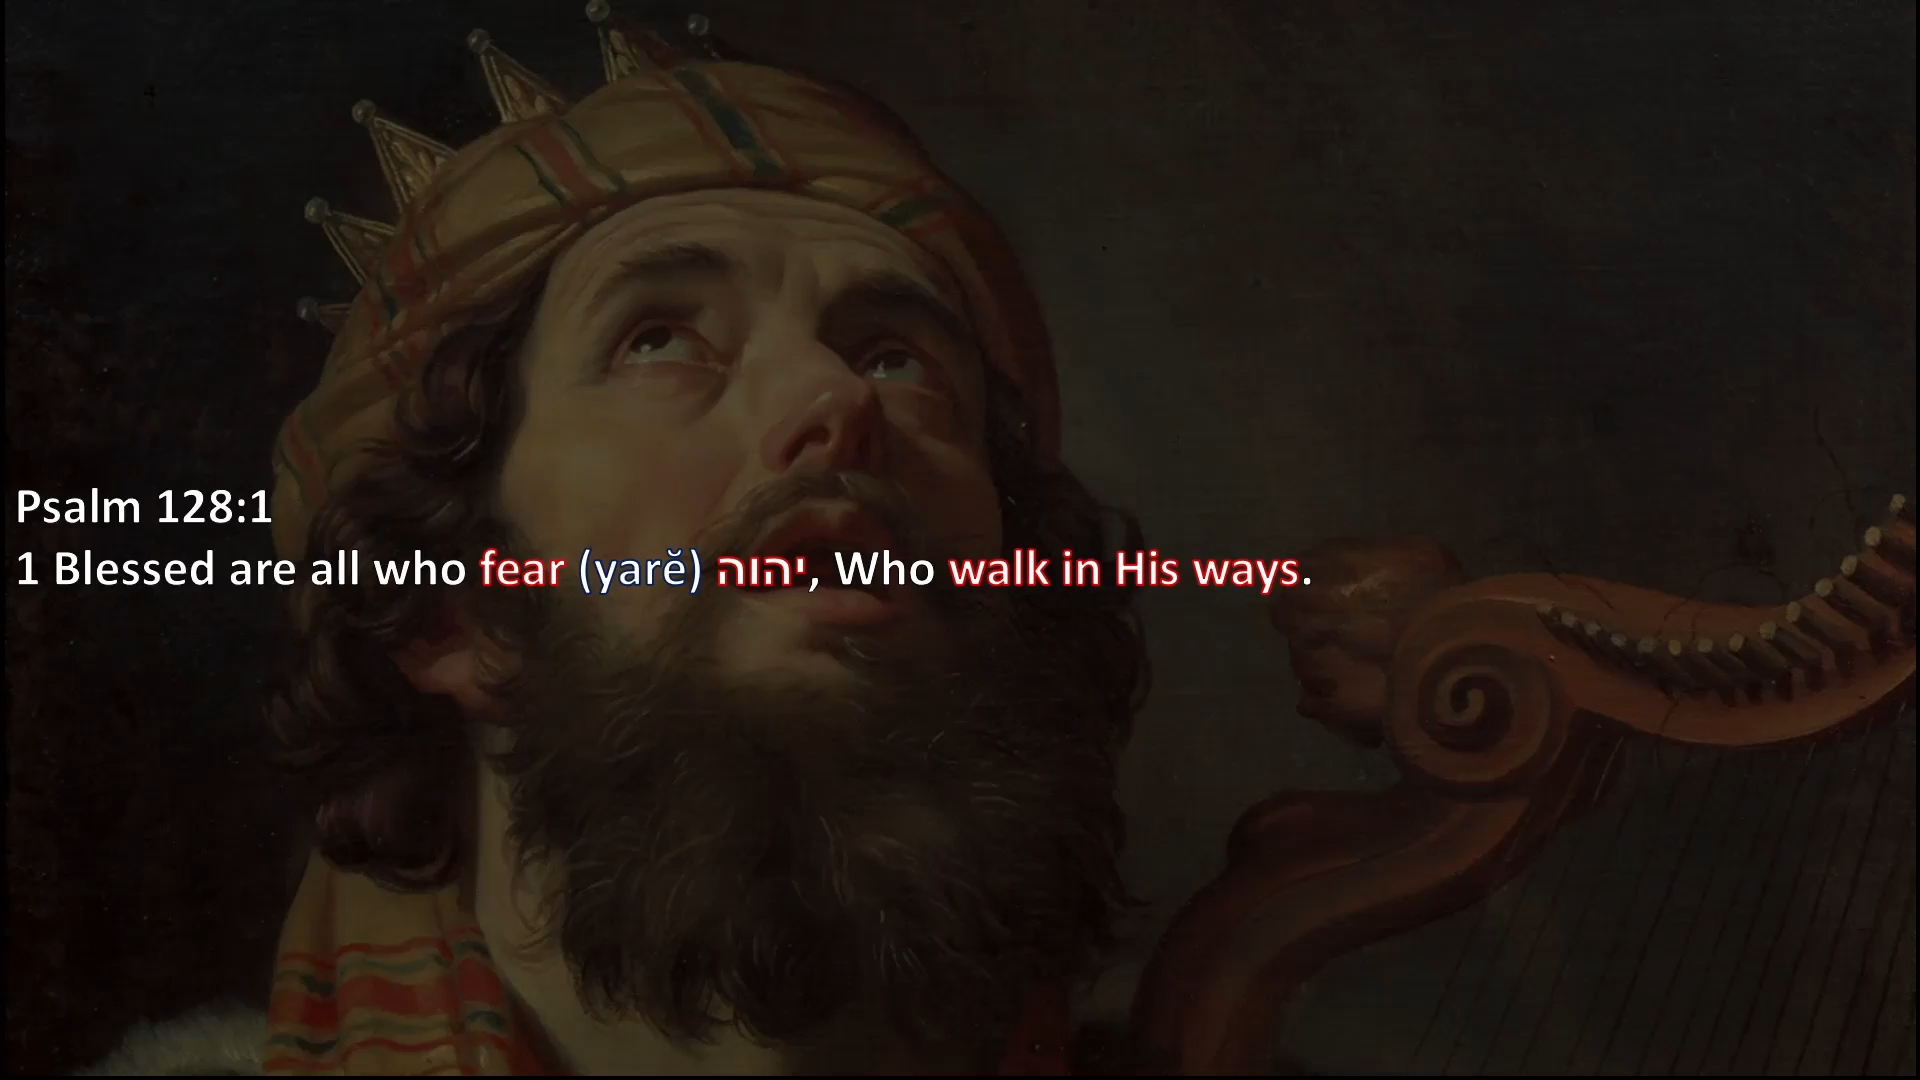 Psalm 128:1
1 Blessed are all who fear (yarĕ) יהוה, Who walk in His ways.